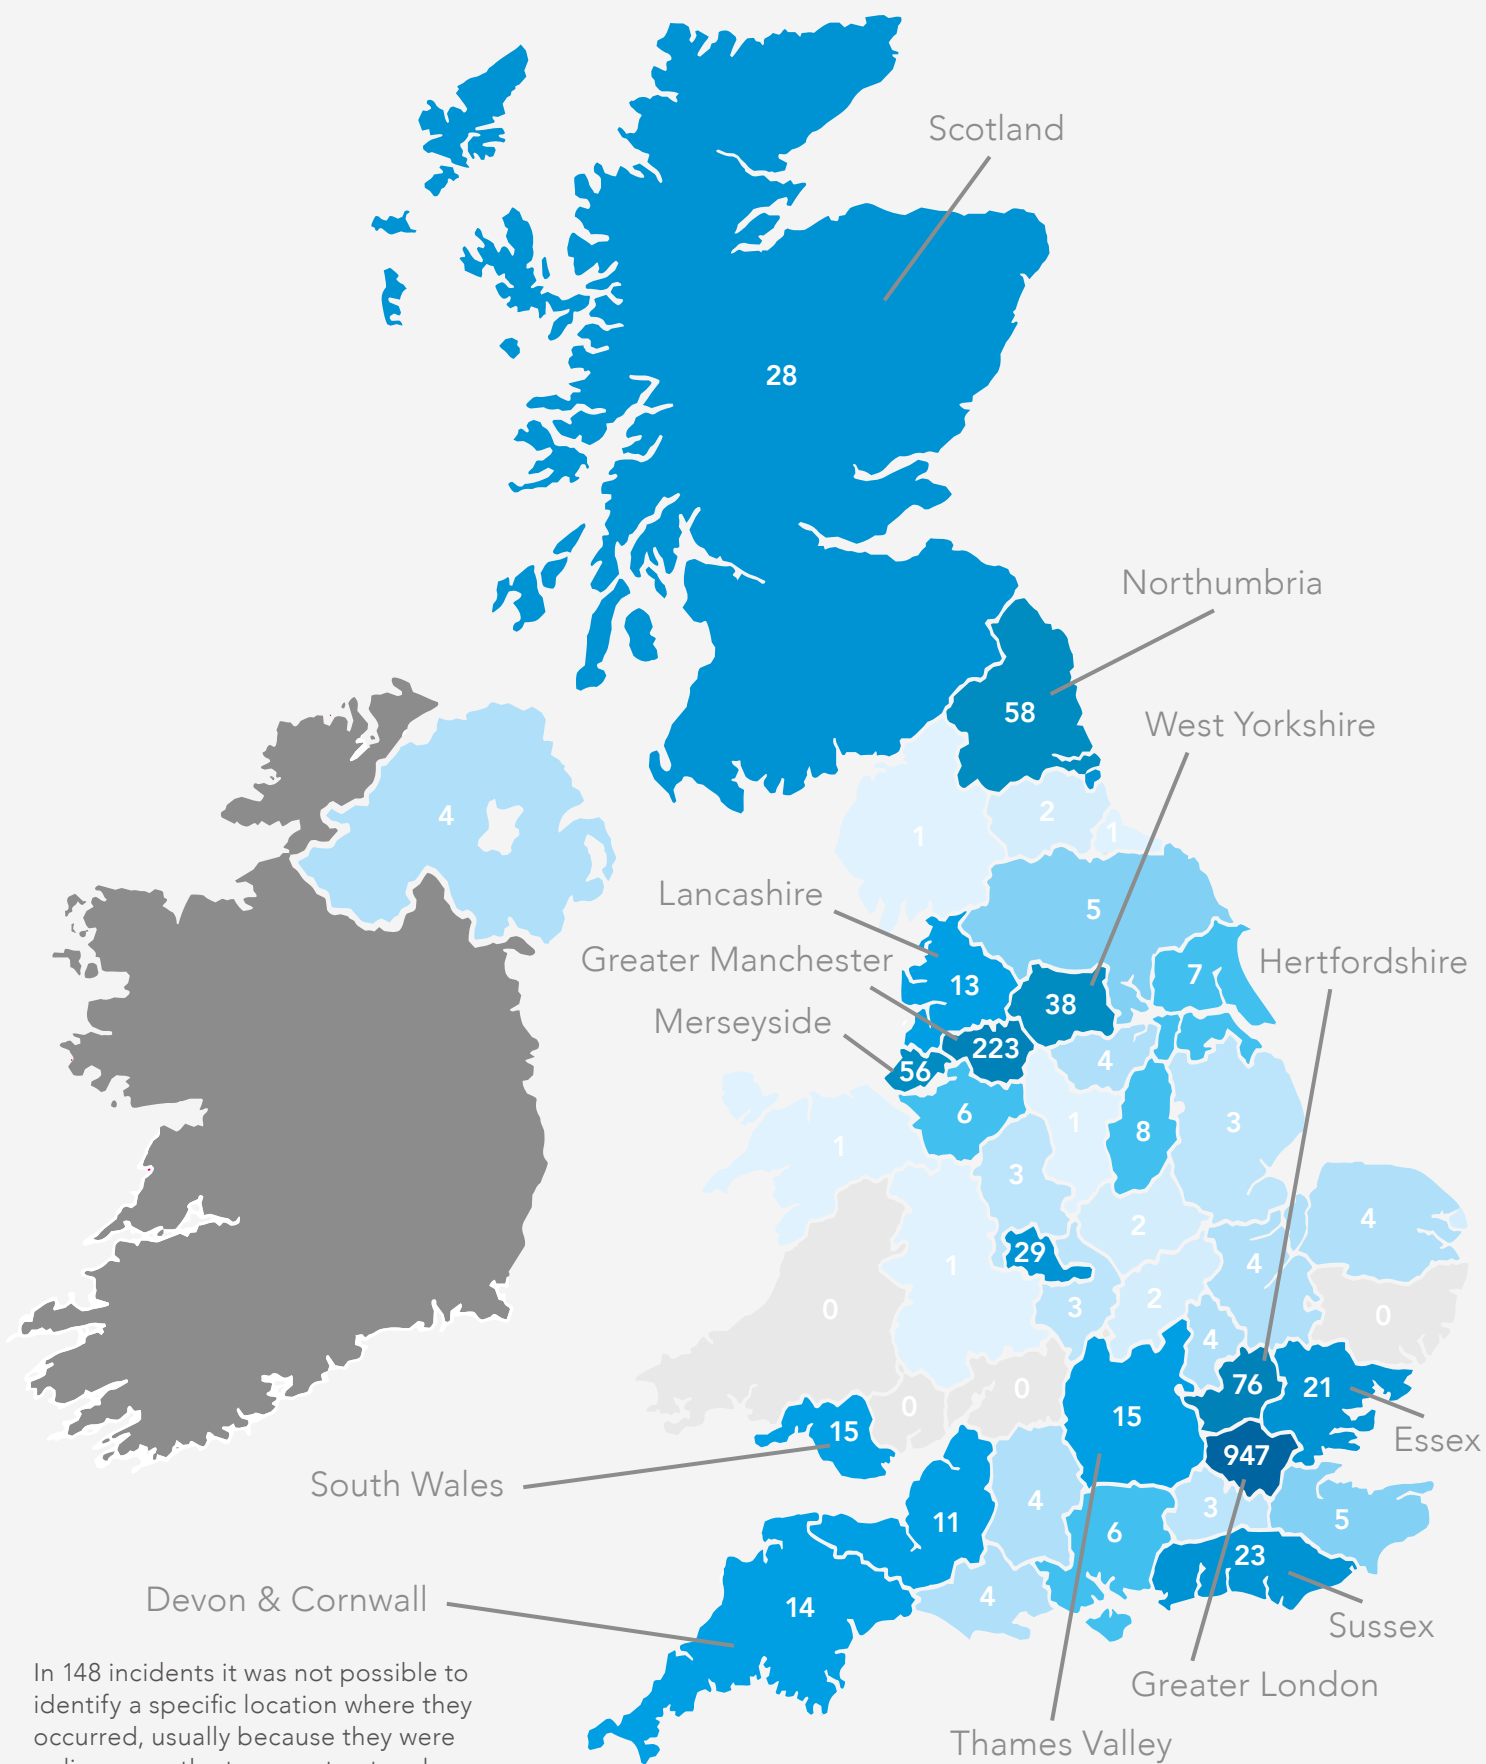 Scotland
28
Northumbria
58
West Yorkshire
4
1
2
1
Lancashire
5
Greater Manchester
Hertfordshire
7
13
38
Merseyside
223
4
56
6
1
8
3
1
3
4
2
29
1
4
0
3
2
0
4
76
21
0
0
15
15
Essex
947
South Wales
4
3
11
6
5
23
Devon & Cornwall
14
4
Sussex
In 148 incidents it was not possible to
identify a specific location where they
occurred, usually because they were
Greater London
Thames Valley